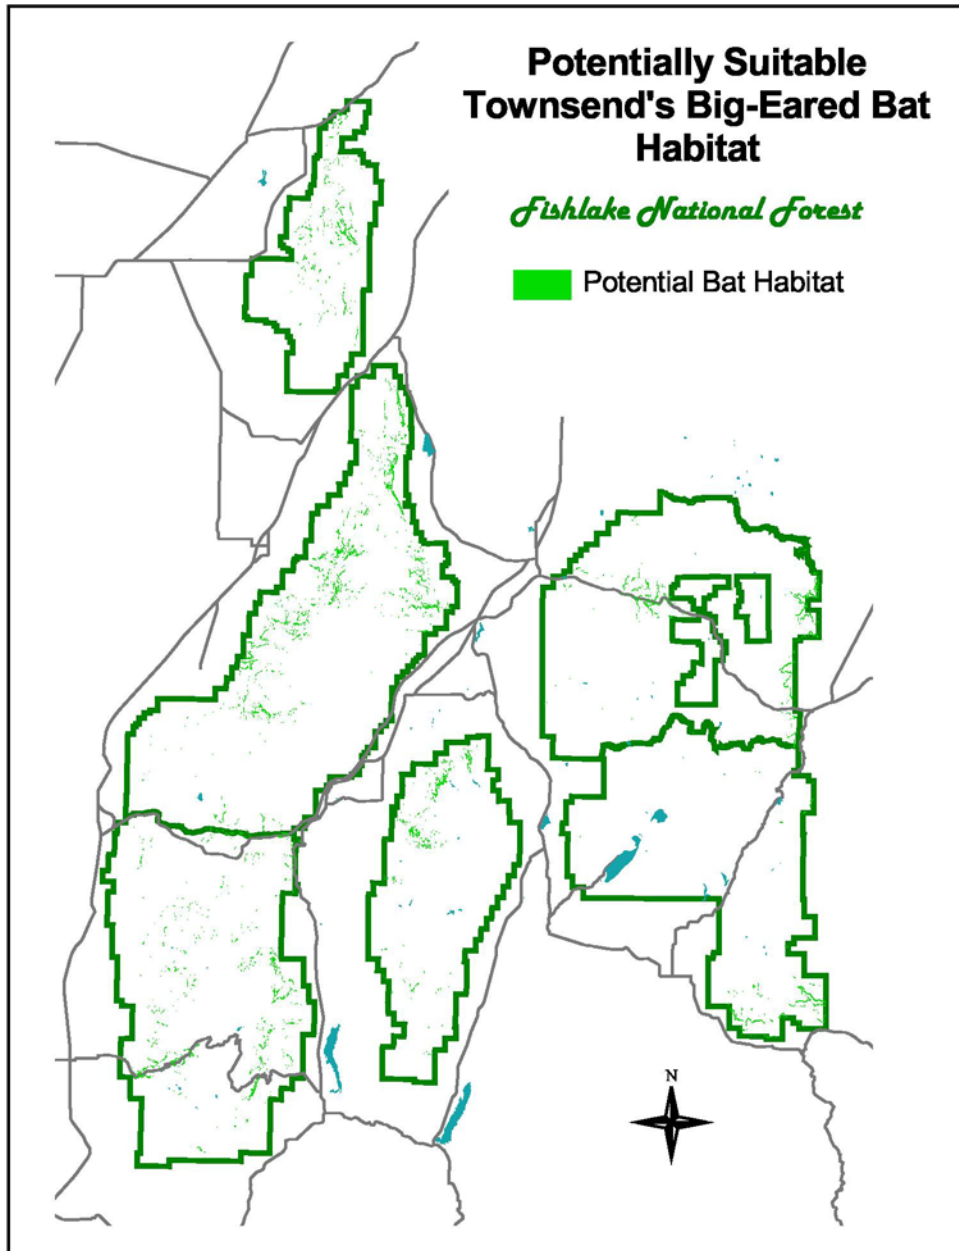 Potentially Suitable
Townsend's Big-Eared Bat
Habitat
Fishlake National Forest
Potential Bat Habitat
N